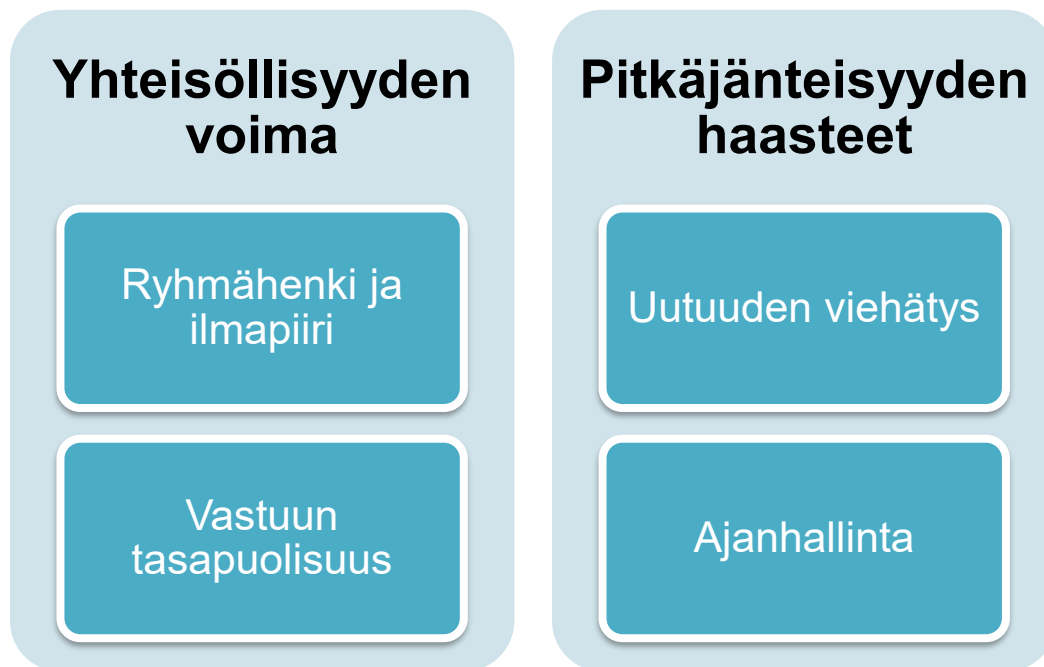 Yhteisöllisyyden
voima
Ryhmähenki ja
ilmapiiri
Vastuun
tasapuolisuus
Pitkäjänteisyyden
haasteet
Uutuuden viehätys
Ajanhallinta